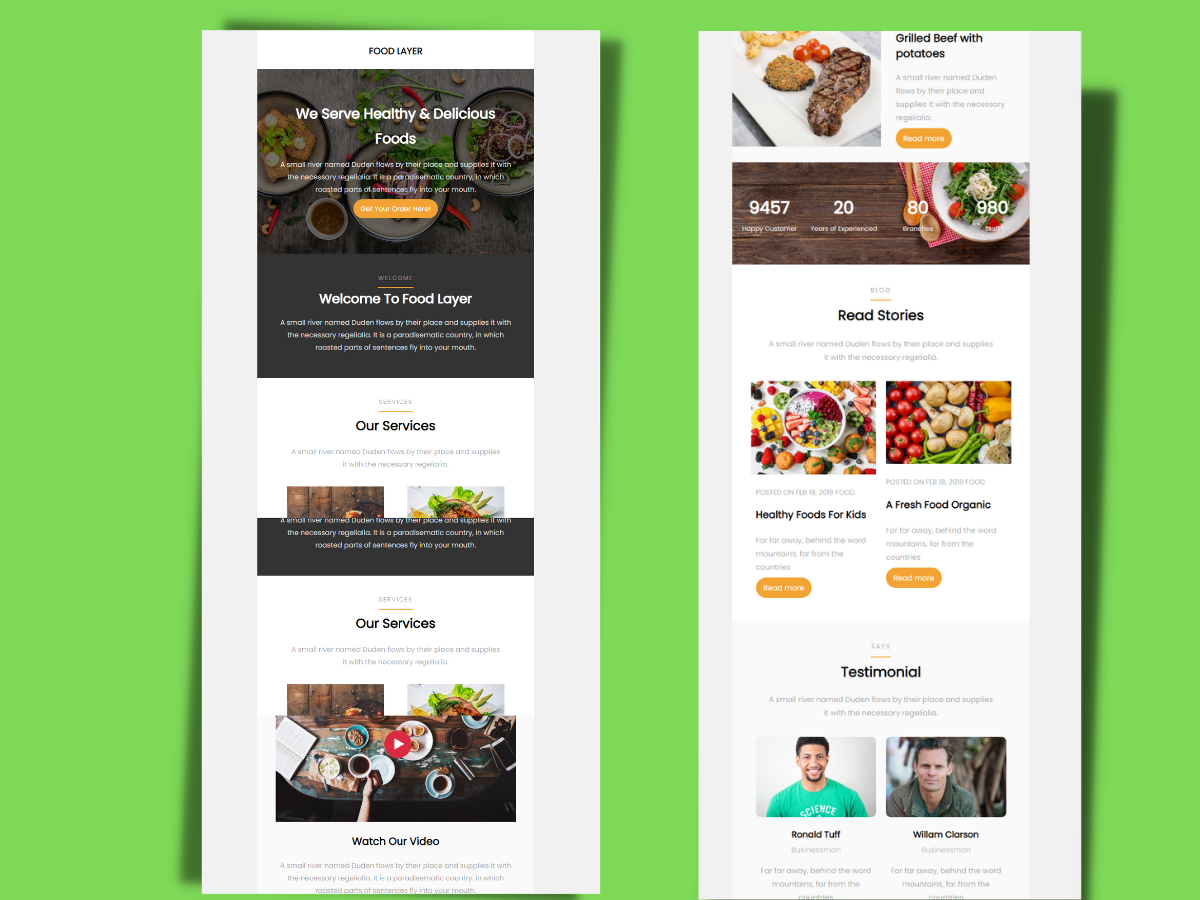 FOOD LAYER
We Serve Healthy & Delicious
Foods
A small river named Duden flows by their place and supplies it with
the necessary regelialia. It is a paradisematic country, in which
roasted parts of sentences fly into your mouth.
Get Your Order Here!
WELCOME
Welcome To Food Layer
A small river named Duden flows by their place and supplies it with
the necessary regelialia. It is a paradisematic country, in which
roasted parts of sentences fly into your mouth.
SERVICES
Our Services
A small river named Duden flows by their place and supplies
it with the necessary regelialia.
A small river named Duden flows by their place and supplies it with
the necessary regelialia. It is a paradisematic country, in which
roasted parts of sentences fly into your mouth.
SERVICES
Our Services
A small river named Duden flows by their place and supplies
it with the necessary regelialia.
Watch Our Video
A small river named Duden flows by their place and supplies it with
the necessary regelialia. It is a paradisematic country, in which
roasted parts of sentences fly into your mouth.
Grilled Beef with
potatoes
A small river named Duden
flows by their place and
supplies it with the necessary
regelialia.
Read more
9457
Happy Customer
20
Years of Experienced
80
Branches
980
Staff
BLOG
Read Stories
A small river named Duden flows by their place and supplies
it with the necessary regelialia.
POSTED ON FEB 18, 2019 FOOD
Healthy Foods For Kids
Far far away, behind the word
mountains, far from the
countries
Read more
POSTED ON FEB 18, 2019 FOOD
A Fresh Food Organic
Far far away, behind the word
mountains, far from the
countries
Read more
SAYS
Testimonial
A small river named Duden flows by their place and supplies
it with the necessary regelialia.
SCIENCE
Ronald Tuff
Businessman
Far far away, behind the word
mountains, far from the
countries
Willam Clarson
Businessman
Far far away, behind the word
mountains, far from the
countries